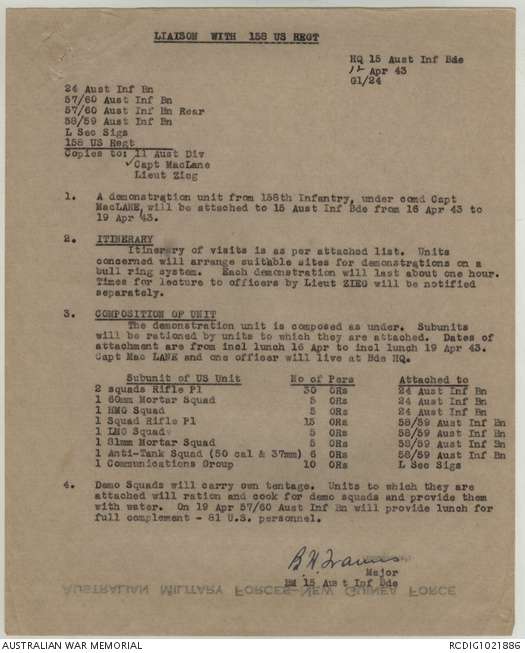 LIAISON WITH 158 US REGT
HQ 15 Aust Inf Bde
12 Apr 43
G1/24
24 Aust Inf Bn
57/60 Aust Inf Bn
57/60 Aust Inf Bn Rear
58/59 Aust Inf Bn
L Sec Sigs
158 US Regt
Copies to: 11 Aust Div
✓ Capt MacLane
Lieut Zieg
1. A demonstration unit from 158th Infantry, under comd Capt
MacLANE, will be attached to 15 Aust Inf Bde from 16 Apr 43 to
19 Apr 43.
2. ITINERARY
Itinerary of visits is as per attached list. Units
concerned will arrange suitable sites for demonstrations on a
bull ring system. Each demonstration will last about one hour.
Times for lecture to officers by Lieut ZIEG will be notified
separately.
3. COMPOSITION OF UNIT
The demonstration unit is composed as under. Subunits
will be rationed by units to which they are attached. Dates of
attachment are from incl lunch 16 Apr to incl lunch 19 Apr 43.
Capt Mac LANE and one officer will live at Bde HQ.
Subunit of US Unit No of Pers Attached to
2 squads Rifle Pl 30 ORs 24 Aust Inf Bn
1 60mm Mortar Squad 5 ORs 24 Aust Inf Bn
1 HMG Squad 5 ORs 24 Aust Inf Bn
1 Squad Rifle Pl 15 ORs 58/59 Aust Inf Bn
1 LMG Squad 5 ORs 58/59 Aust Inf Bn
1 81mm Mortar Squad 5 ORs 58/59 Aust Inf Bn
1 Anti-Tank Squad (50 cal & 37mm) 6 ORs 58/59 Aust Inf Bn
1 Communications Group 10 ORs L Sec Sigs
4. Demo Squads will carry own tentage. Units to which they are
attached will ration and cook for demo squads and provide them
with water. On 19 Apr 57/60 Aust Inf Bn will provide lunch for
full complement - 81 U.S. personnel.
Major
BM 15 Aust Inf Bde
AUSTRALIAN MILITARY FORCES-NEW GUINEA FORCE
AUSTRALIAN WAR MEMORIAL
RCDIG1021886